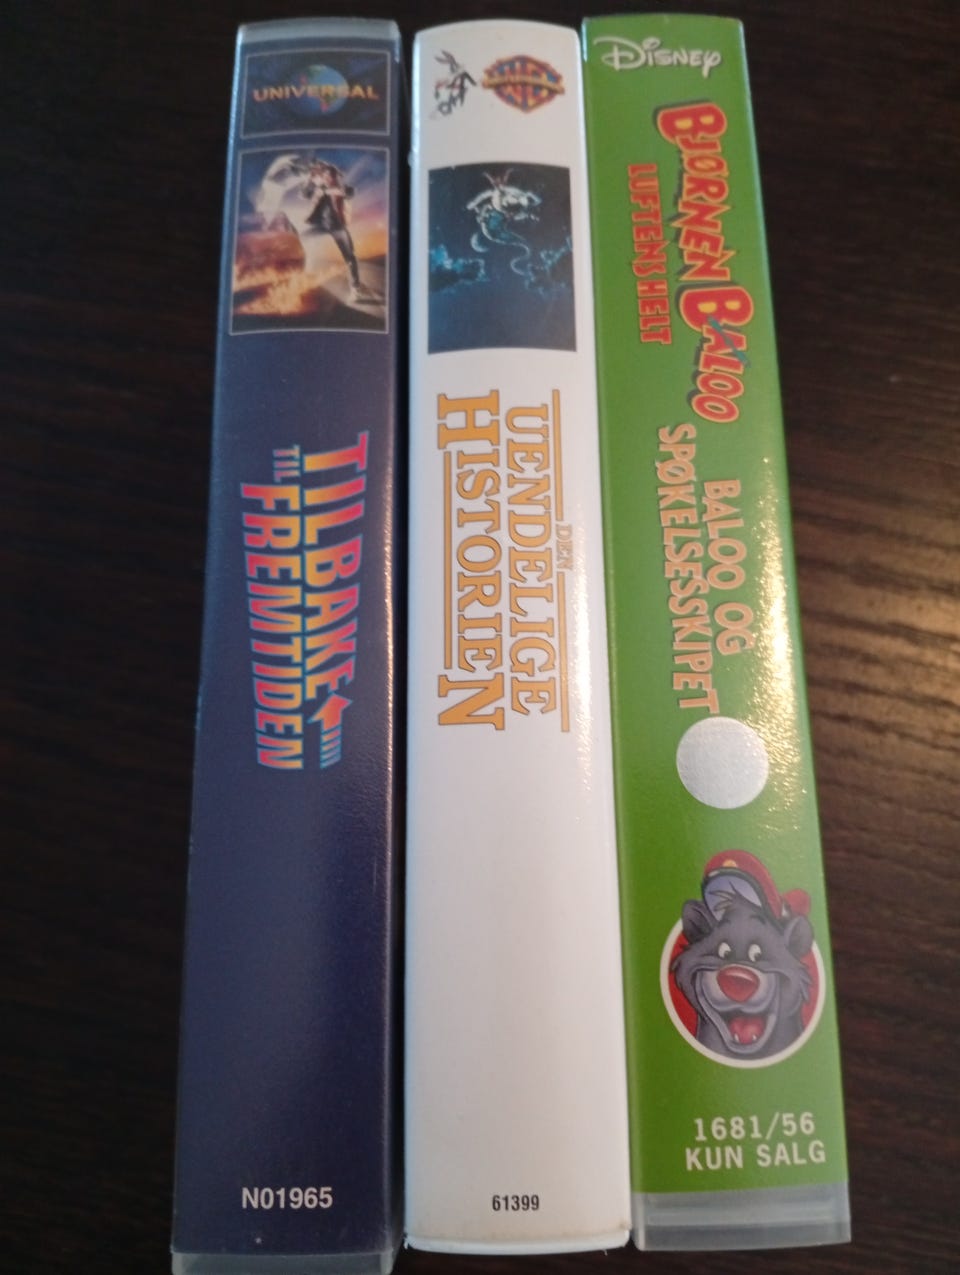 UNIVERSAL
TILBAKE
TIL FREMTIDEN
N01965
DEN
UENDELIGE
HISTORIEN
61399
DISNEY
BJØRNEN BALOO
LUFTENS HELT
BALOO OG
SPØKELSESSKIPET
1681/56
KUN SALG